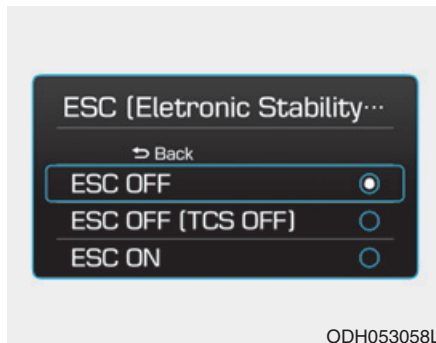 ESC (Eletronic Stability···
Back
ESC OFF
ESC OFF (TCS OFF)
ESC ON
ODH053058L